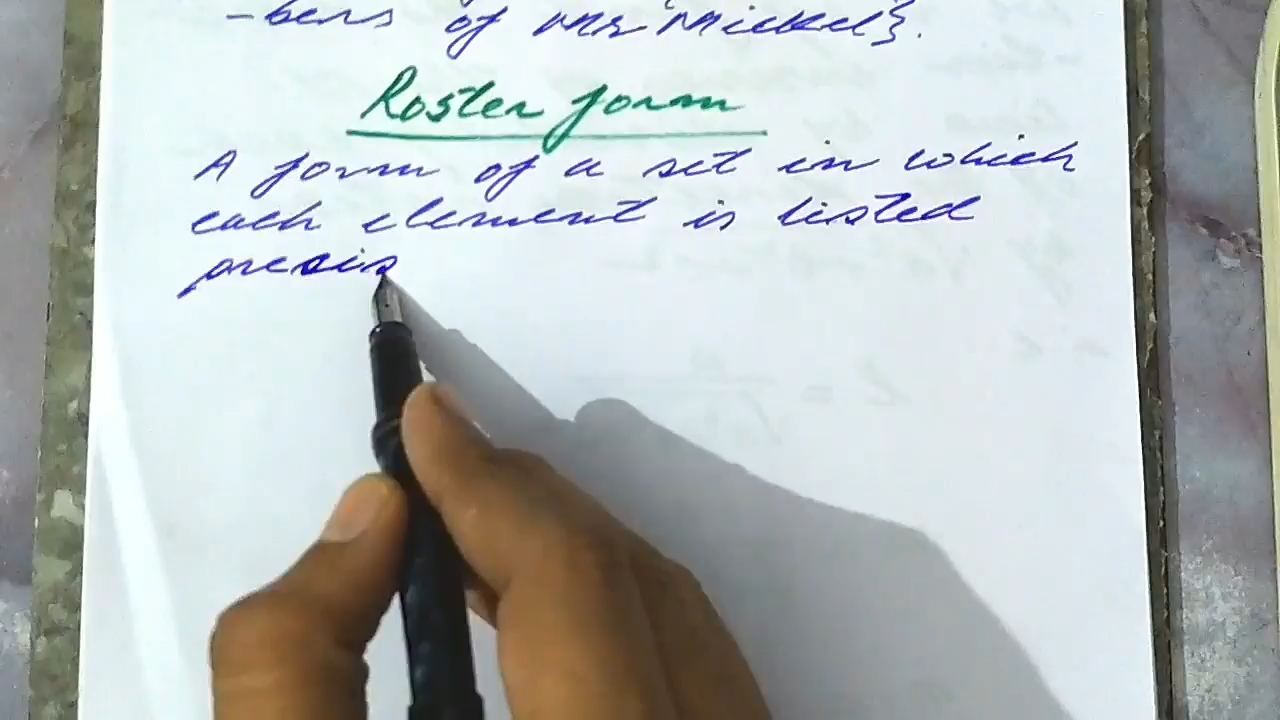 -bers of Mr Mickel}.
Roster form
A form of a set in which
each element is listed
precis